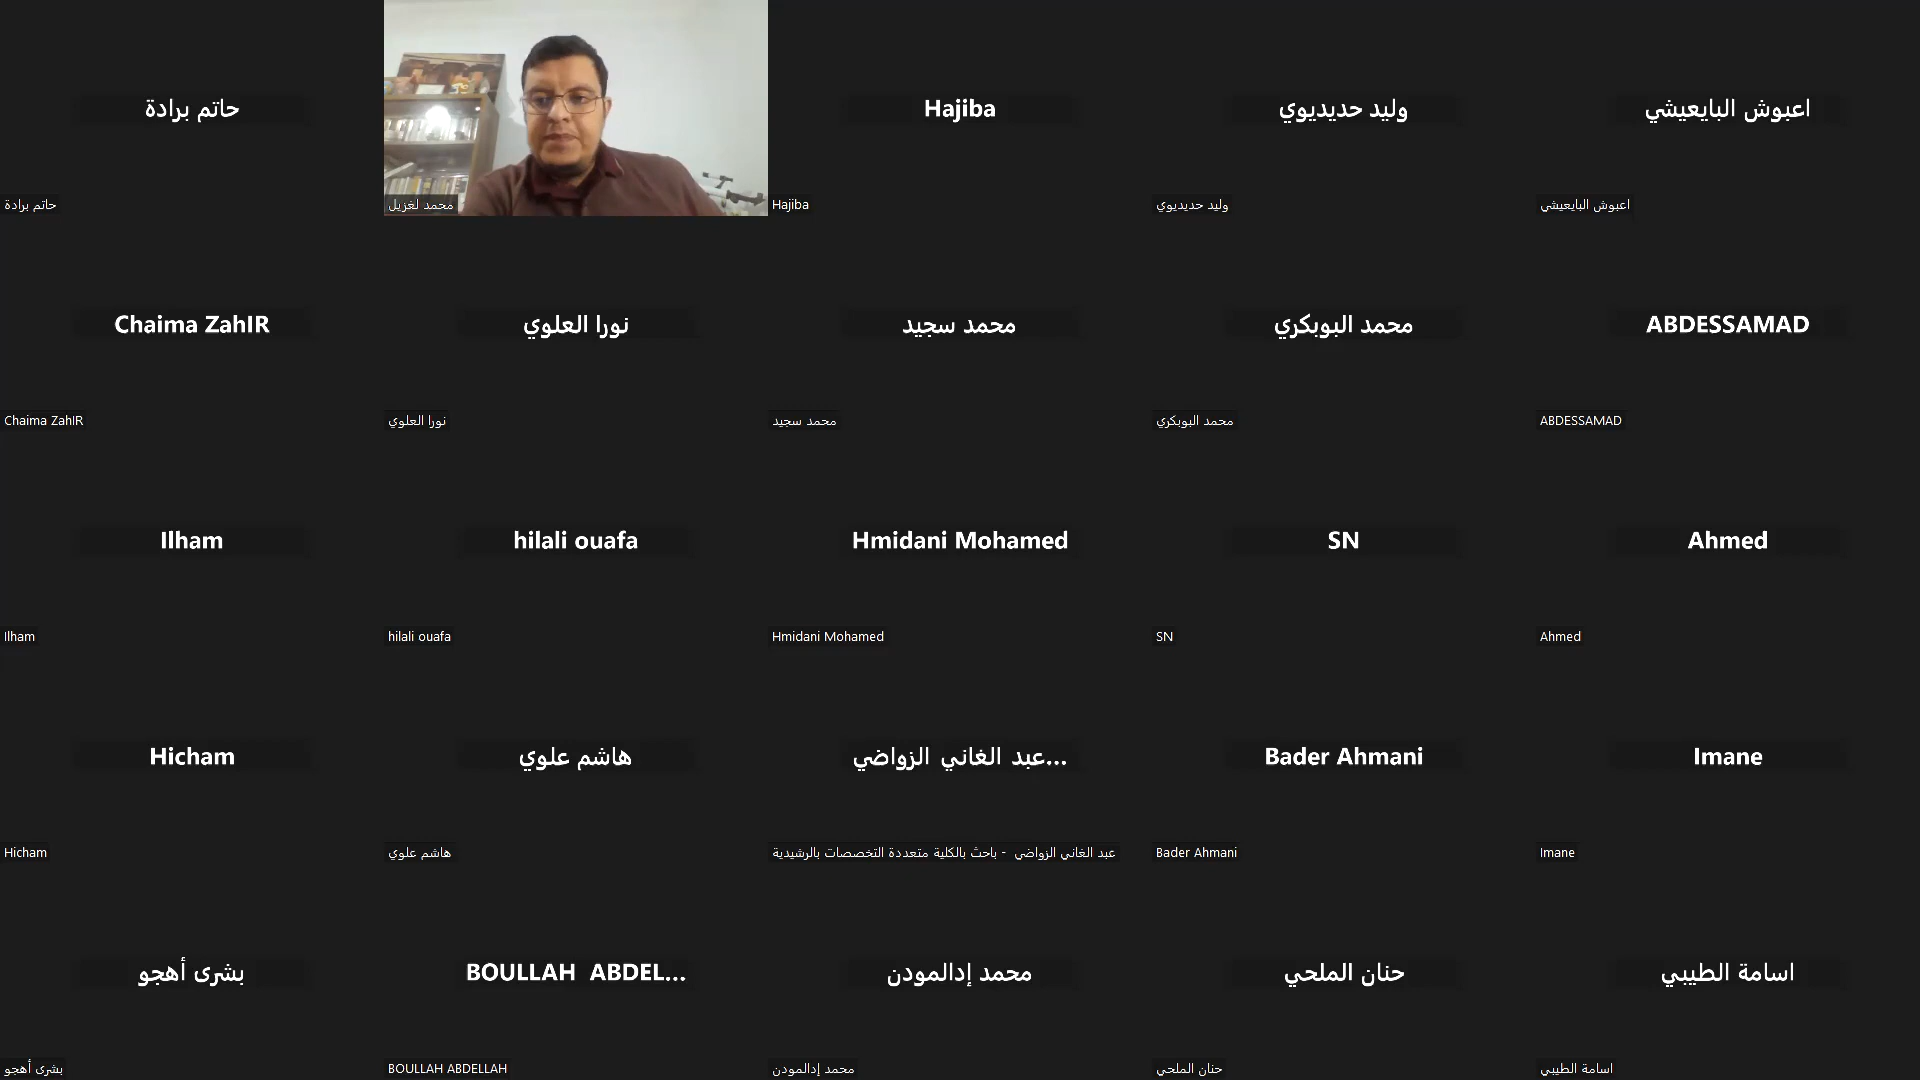 حاتم برادة
Hajiba
وليد حديديوي
اعبوش البايعيشي
حاتم برادة
محمد لغزيل
Hajiba
وليد حديديوي
اعبوش البايعيشي
Chaima ZahIR
نورا العلوي
محمد سجيد
محمد البوبكري
ABDESSAMAD
Chaima ZahIR
نورا العلوي
محمد سجيد
محمد البوبكري
ABDESSAMAD
Ilham
hilali ouafa
Hmidani Mohamed
SN
Ahmed
Ilham
hilali ouafa
Hmidani Mohamed
SN
Ahmed
Hicham
هاشم علوي
عبد الغاني الزواضي...
Bader Ahmani
Imane
Hicham
هاشم علوي
عبد الغاني الزواضي - باحث بالكلية متعددة التخصصات بالرشيدية
Bader Ahmani
Imane
بشرى أهجو
BOULLAH ABDEL...
محمد إدالمودن
حنان الملحي
اسامة الطيبي
بشرى أهجو
BOULLAH ABDELLAH
محمد إدالمودن
حنان الملحي
اسامة الطيبي